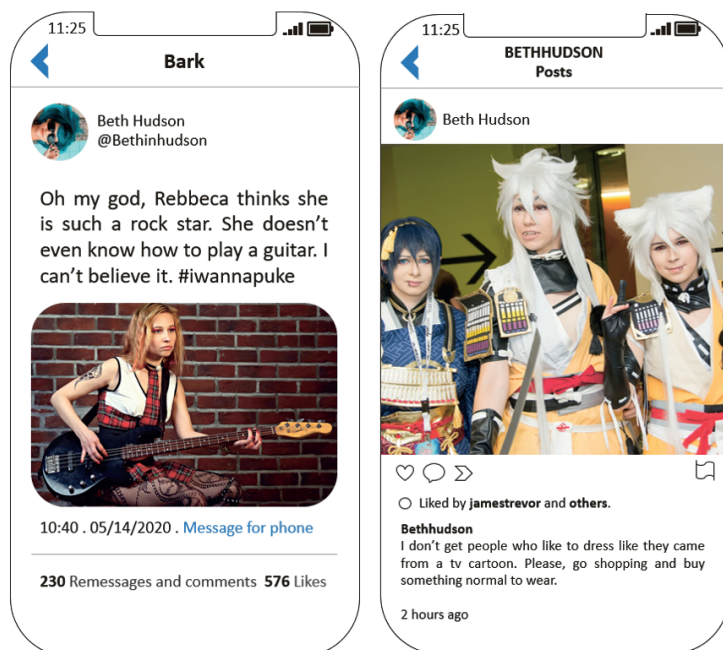 11:25
Bark
Beth Hudson
@Bethinhudson
Oh my god, Rebbeca thinks she
is such a rock star. She doesn't
even know how to play a guitar. I
can't believe it. #iwannapuke
10:40 . 05/14/2020 . Message for phone
230 Remessages and comments 576 Likes
11:25
BETHHUDSON
Posts
Beth Hudson
Liked by jamestrevor and others.
Bethhudson
I don't get people who like to dress like they came
from a tv cartoon. Please, go shopping and buy
something normal to wear.
2 hours ago